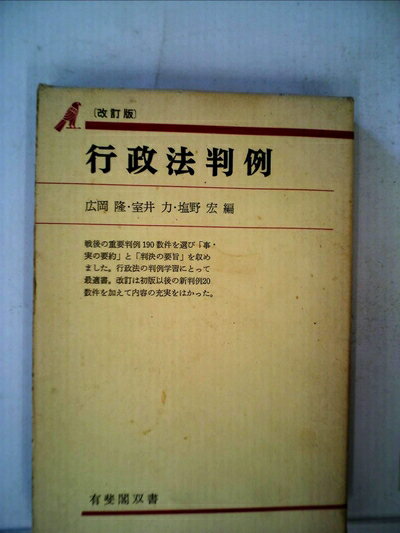 〔改訂版〕
行政法判例
広岡 隆・室井 力・塩野 宏 編
戦後の重要判例190数件を選び「事・
実の要約」と「判決の要旨」を収め
ました。行政法の判例学習にとって
最適書。改訂は初版以後の新判例20
数件を加えて内容の充実をはかった。
有斐閣双書